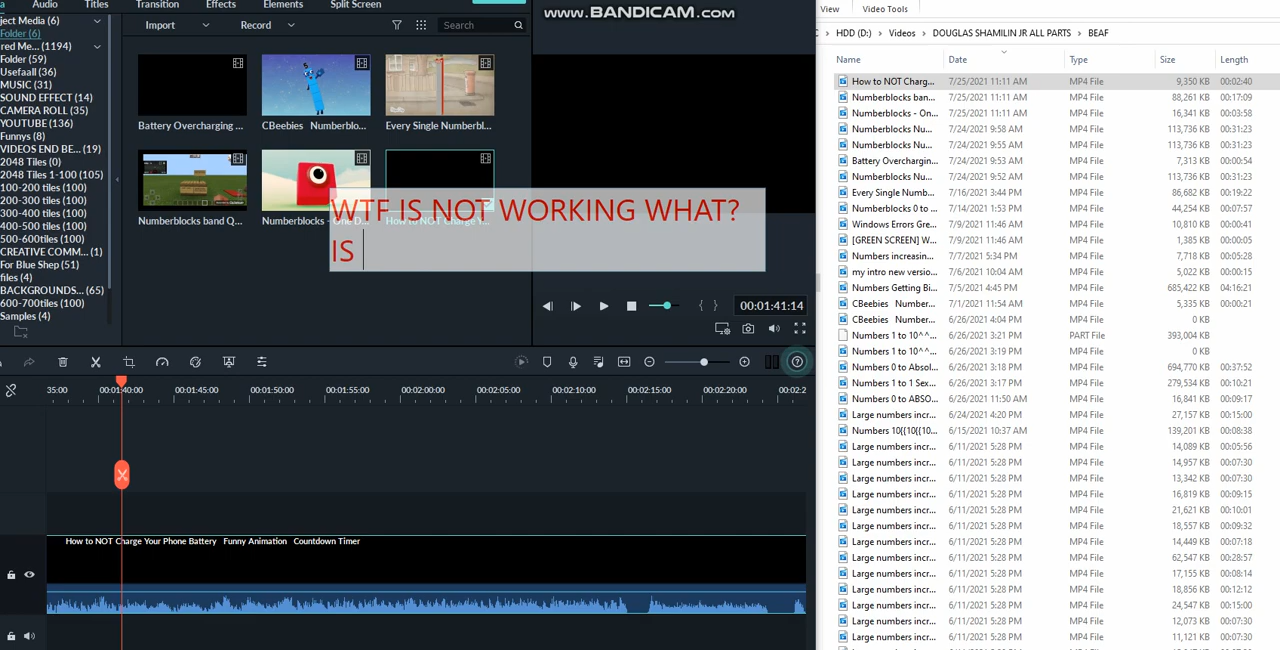 Audio Titles Transition Effects Elements Split Screen
www.BANDICAM.com
View Video Tools
ject Media (6)
Folder (6)
red Me... (1194)
Folder (59)
Usefaall (36)
MUSIC (31)
SOUND EFFECT (14)
CAMERA ROLL (35)
YOUTUBE (136)
Funnys (8)
VIDEOS END BE... (19)
2048 Tiles (0)
2048 Tiles 1-100 (105)
100-200 tiles (100)
200-300 tiles (100)
300-400 tiles (100)
400-500 tiles (100)
500-600tiles (100)
CREATIVE COMM... (1)
For Blue Shep (51)
files (4)
BACKGROUNDS... (65)
600-700tiles (100)
Samples (4)
Import Record Search
Battery Overcharging ... CBeebies Numberblo... Every Single Numberbl...
Numberblocks band Q... Numberblocks - One D... How to NOT Charge Y...
WTF IS NOT WORKING WHAT?
IS
{ } 00:01:41:14
35:00 00:01:40:00 00:01:45:00 00:01:50:00 00:01:55:00 00:02:00:00 00:02:05:00 00:02:10:00 00:02:15:00 00:02:20:00 00:02:2
How to NOT Charge Your Phone Battery Funny Animation Countdown Timer
HDD (D:) > Videos > DOUGLAS SHAMILIN JR ALL PARTS > BEAF
Name Date Type Size Length
How to NOT Charg... 7/25/2021 11:11 AM MP4 File 9,350 KB 00:02:40
Numberblocks ban... 7/25/2021 11:11 AM MP4 File 88,261 KB 00:17:09
Numberblocks - On... 7/25/2021 11:11 AM MP4 File 16,341 KB 00:03:58
Numberblocks Nu... 7/24/2021 9:58 AM MP4 File 113,736 KB 00:31:23
Numberblocks Nu... 7/24/2021 9:55 AM MP4 File 113,736 KB 00:31:23
Battery Overchargin... 7/24/2021 9:53 AM MP4 File 7,313 KB 00:00:54
Numberblocks Nu... 7/24/2021 9:52 AM MP4 File 113,736 KB 00:31:23
Every Single Numb... 7/16/2021 3:44 PM MP4 File 86,682 KB 00:19:22
Numberblocks 0 to ... 7/14/2021 1:53 PM MP4 File 44,254 KB 00:07:57
Windows Errors Gre... 7/9/2021 11:46 AM MP4 File 10,810 KB 00:00:41
[GREEN SCREEN] W... 7/9/2021 11:46 AM MP4 File 1,385 KB 00:00:05
Numbers increasin... 7/7/2021 5:34 PM MP4 File 7,718 KB 00:05:28
my intro new versio... 7/6/2021 10:04 AM MP4 File 5,022 KB 00:00:15
Numbers Getting Bi... 7/5/2021 4:45 PM MP4 File 685,422 KB 04:16:21
CBeebies Number... 7/1/2021 11:54 AM MP4 File 5,335 KB 00:00:21
CBeebies Number... 6/26/2021 4:04 PM MP4 File 0 KB
Numbers 1 to 10^^... 6/26/2021 3:21 PM PART File 393,004 KB
Numbers 1 to 10^^... 6/26/2021 3:19 PM MP4 File 0 KB
Numbers 0 to Absol... 6/26/2021 3:18 PM MP4 File 694,770 KB 00:37:52
Numbers 1 to 1 Sex... 6/26/2021 3:17 PM MP4 File 279,534 KB 00:10:21
Numbers 0 to ABSO... 6/26/2021 11:50 AM MP4 File 16,841 KB 00:09:17
Large numbers incr... 6/24/2021 4:20 PM MP4 File 27,157 KB 00:15:00
Numbers 10{{10{{10... 6/15/2021 10:37 AM MP4 File 139,201 KB 00:08:38
Large numbers incr... 6/11/2021 5:28 PM MP4 File 14,089 KB 00:05:56
Large numbers incr... 6/11/2021 5:28 PM MP4 File 14,957 KB 00:07:30
Large numbers incr... 6/11/2021 5:28 PM MP4 File 13,342 KB 00:07:30
Large numbers incr... 6/11/2021 5:28 PM MP4 File 16,819 KB 00:09:15
Large numbers incr... 6/11/2021 5:28 PM MP4 File 21,621 KB 00:10:01
Large numbers incr... 6/11/2021 5:28 PM MP4 File 18,557 KB 00:09:32
Large numbers incr... 6/11/2021 5:28 PM MP4 File 14,449 KB 00:07:18
Large numbers incr... 6/11/2021 5:28 PM MP4 File 62,547 KB 00:28:57
Large numbers incr... 6/11/2021 5:28 PM MP4 File 17,155 KB 00:08:14
Large numbers incr... 6/11/2021 5:28 PM MP4 File 18,856 KB 00:12:12
Large numbers incr... 6/11/2021 5:28 PM MP4 File 24,547 KB 00:15:00
Large numbers incr... 6/11/2021 5:28 PM MP4 File 12,073 KB 00:07:30
Large numbers incr... 6/11/2021 5:28 PM MP4 File 11,121 KB 00:07:30